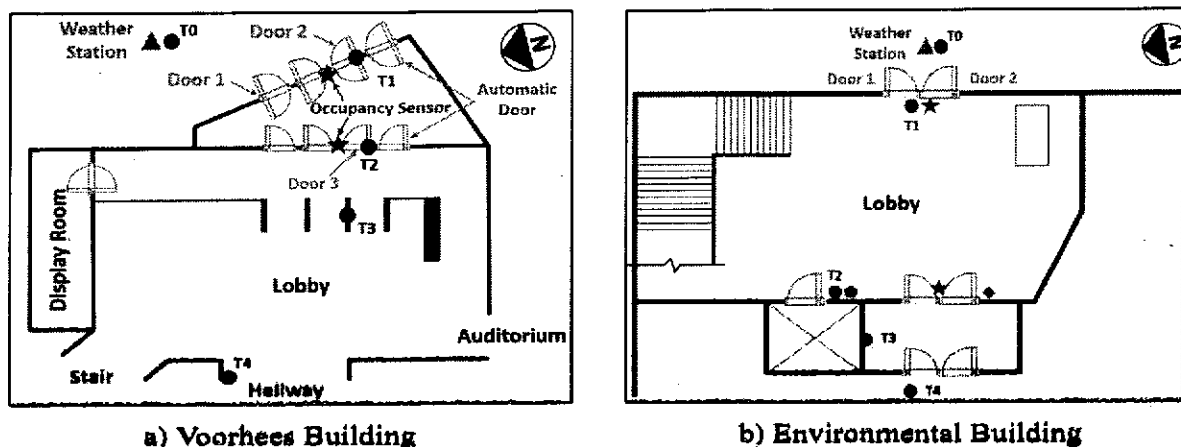 Weather
Station
T0
Door 2
N
Door 1
T1
Automatic
Door
Occupancy Sensor
T2
Door 3
T3
Display Room
Lobby
Auditorium
T4
Stair
Hallway
a) Voorhees Building
Weather
Station
T0
N
Door 1
Door 2
T1
Lobby
T2
T3
T4
b) Environmental Building